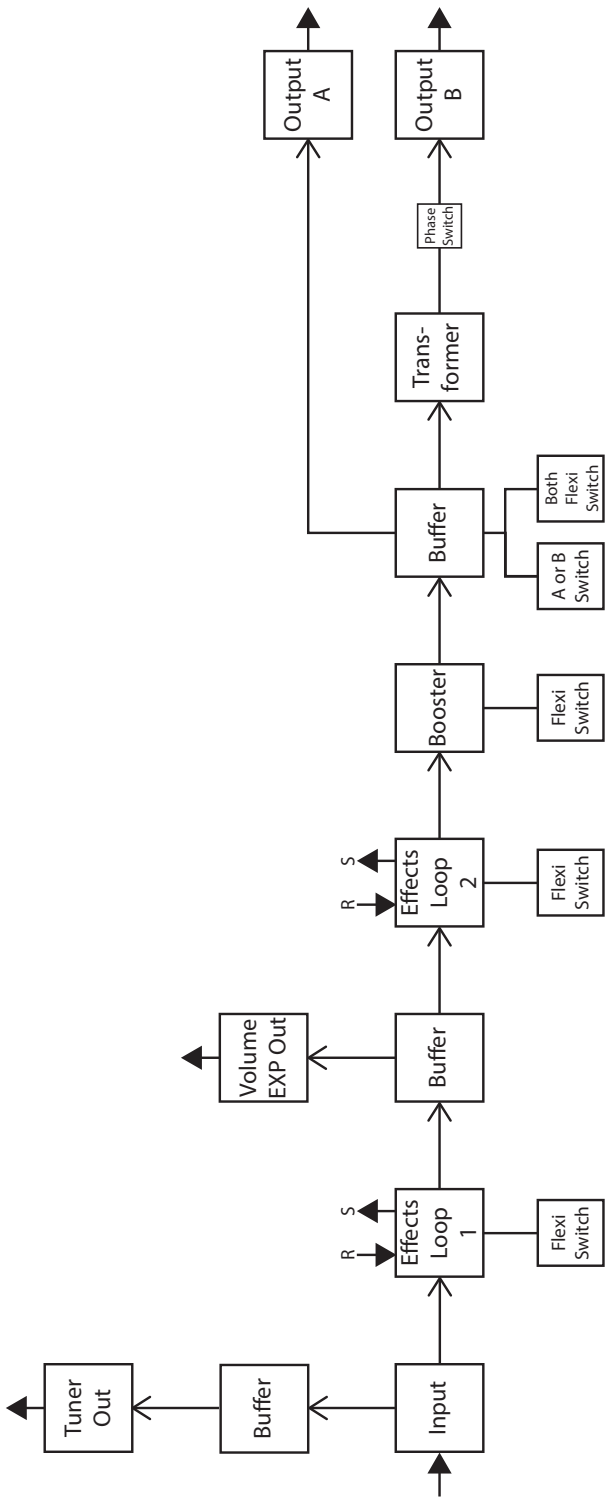 Tuner
Out
Buffer
Input
R
S
Effects
Loop
1
Flexi
Switch
Volume
EXP Out
Buffer
R
S
Effects
Loop
2
Flexi
Switch
Booster
Flexi
Switch
Buffer
A or B
Switch
Both
Flexi
Switch
Trans-
former
Phase
Switch
Output
A
Output
B